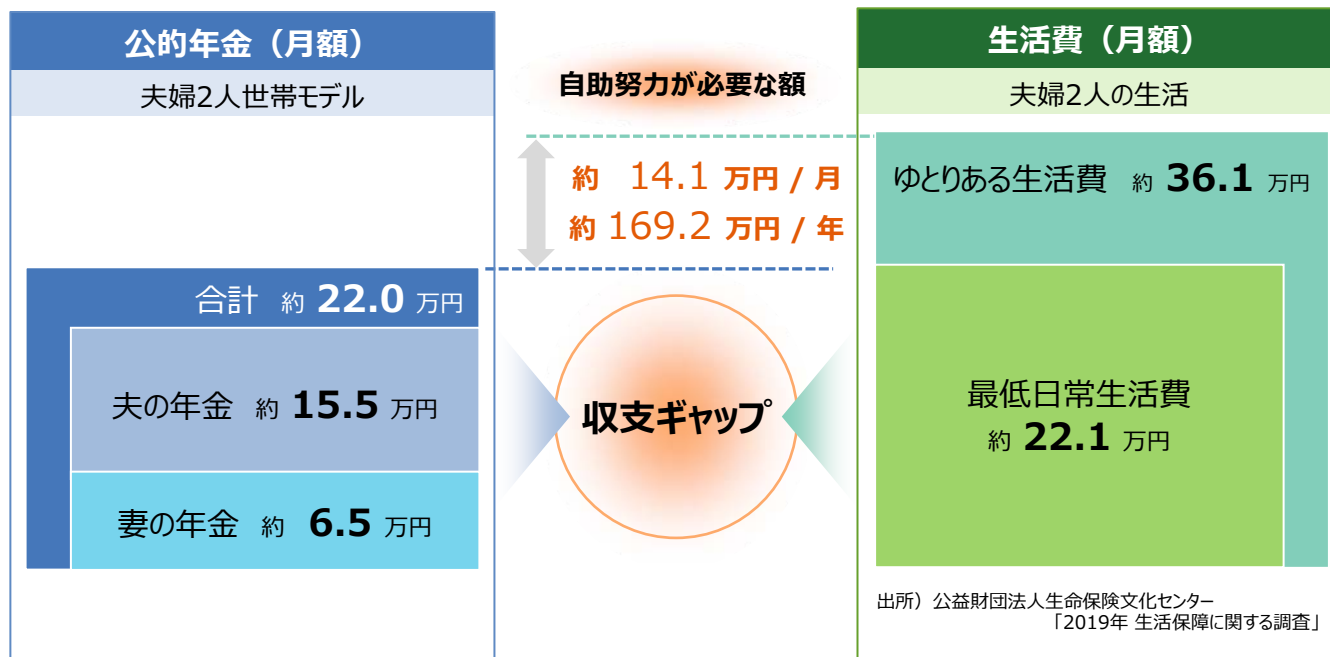 公的年金（月額）
夫婦2人世帯モデル
合計 約 22.0 万円
夫の年金 約 15.5 万円
妻の年金 約 6.5 万円
自助努力が必要な額
約 14.1 万円 / 月
約 169.2 万円 / 年
収支ギャップ
生活費（月額）
夫婦2人の生活
ゆとりある生活費 約 36.1 万円
最低日常生活費
約 22.1 万円
出所）公益財団法人生命保険文化センター
「2019年 生活保障に関する調査」